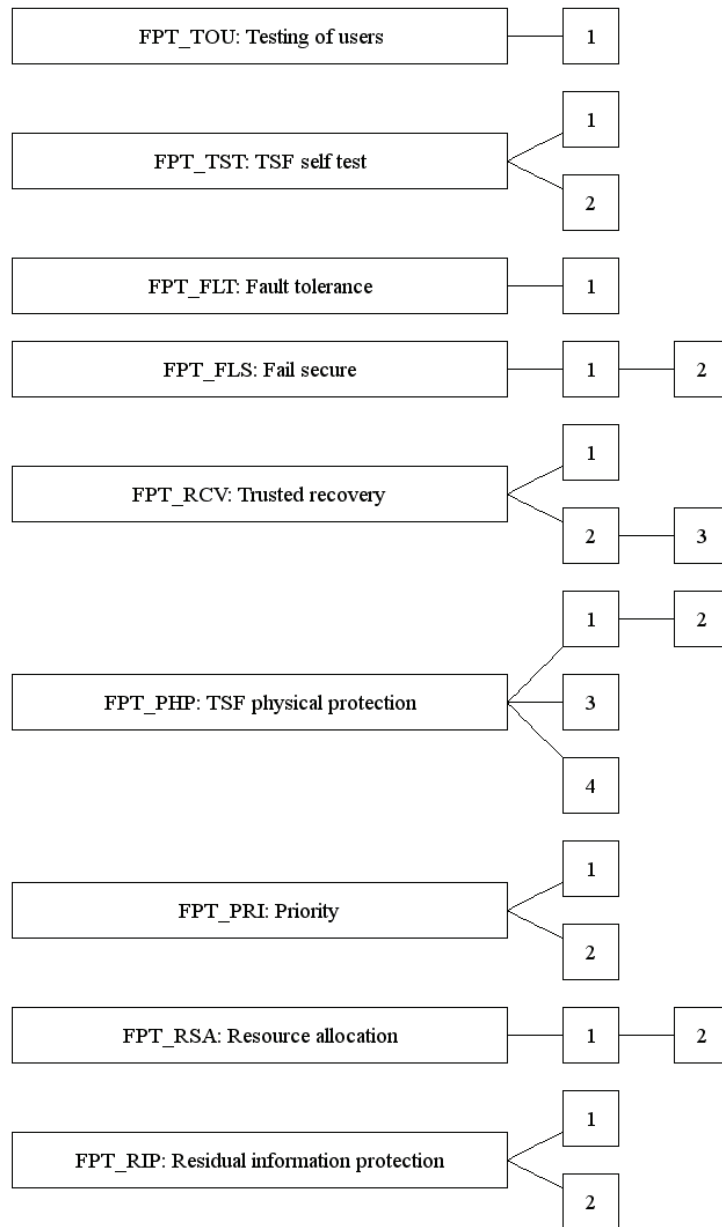 FPT_TOU: Testing of users 1
1
FPT_TST: TSF self test
2
FPT_FLT: Fault tolerance 1
FPT_FLS: Fail secure 1 2
1
FPT_RCV: Trusted recovery
2 3
1 2
FPT_PHP: TSF physical protection 3
4
1
FPT_PRI: Priority
2
FPT_RSA: Resource allocation 1 2
1
FPT_RIP: Residual information protection
2